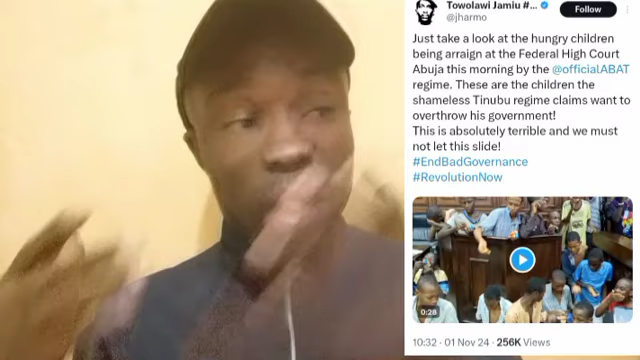 Towolawi Jamiu #...
@jharmo
Follow
Just take a look at the hungry children
being arraign at the Federal High Court
Abuja this morning by the @officialABAT
regime. These are the children the
shameless Tinubu regime claims want to
overthrow his government!
This is absolutely terrible and we must
not let this slide!
#EndBadGovernance
#RevolutionNow
0:28
10:32 · 01 Nov 24 · 256K Views